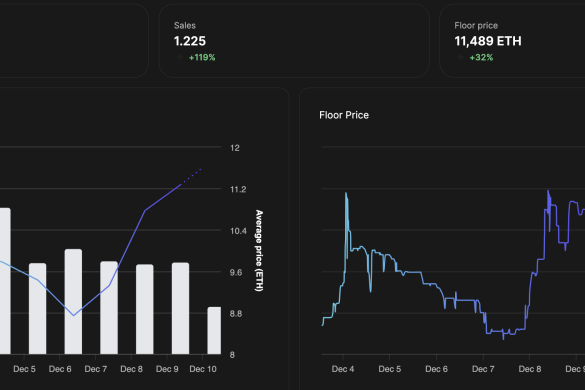 Sales
1.225
+119%
Floor price
11,489 ETH
+32%
Floor Price
12
11.2
10.4
9.6
8.8
8
Average price (ETH)
Dec 5 Dec 6 Dec 7 Dec 8 Dec 9 Dec 10
Dec 4 Dec 5 Dec 6 Dec 7 Dec 8